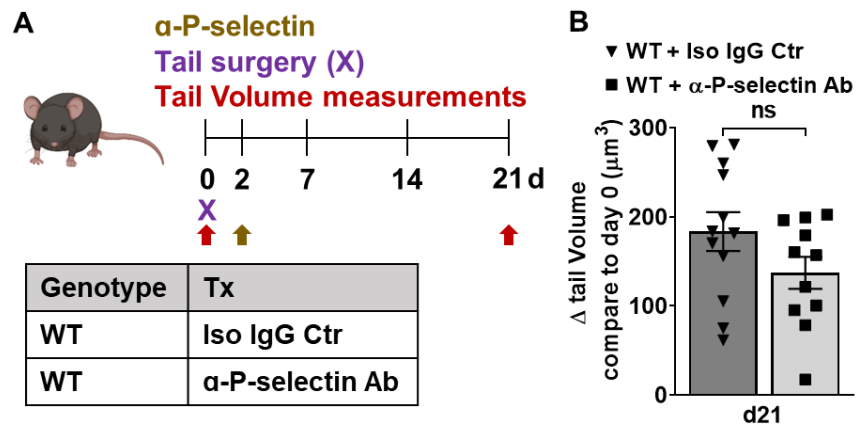 A
α-P-selectin
Tail surgery (X)
Tail Volume measurements
0 2 7 14 21 d
X
Genotype Tx
WT Iso IgG Ctr
WT α-P-selectin Ab
B
WT + Iso IgG Ctr
WT + α-P-selectin Ab
ns
Δ tail Volume
compare to day 0 (μm³)
300
200
100
0
d21